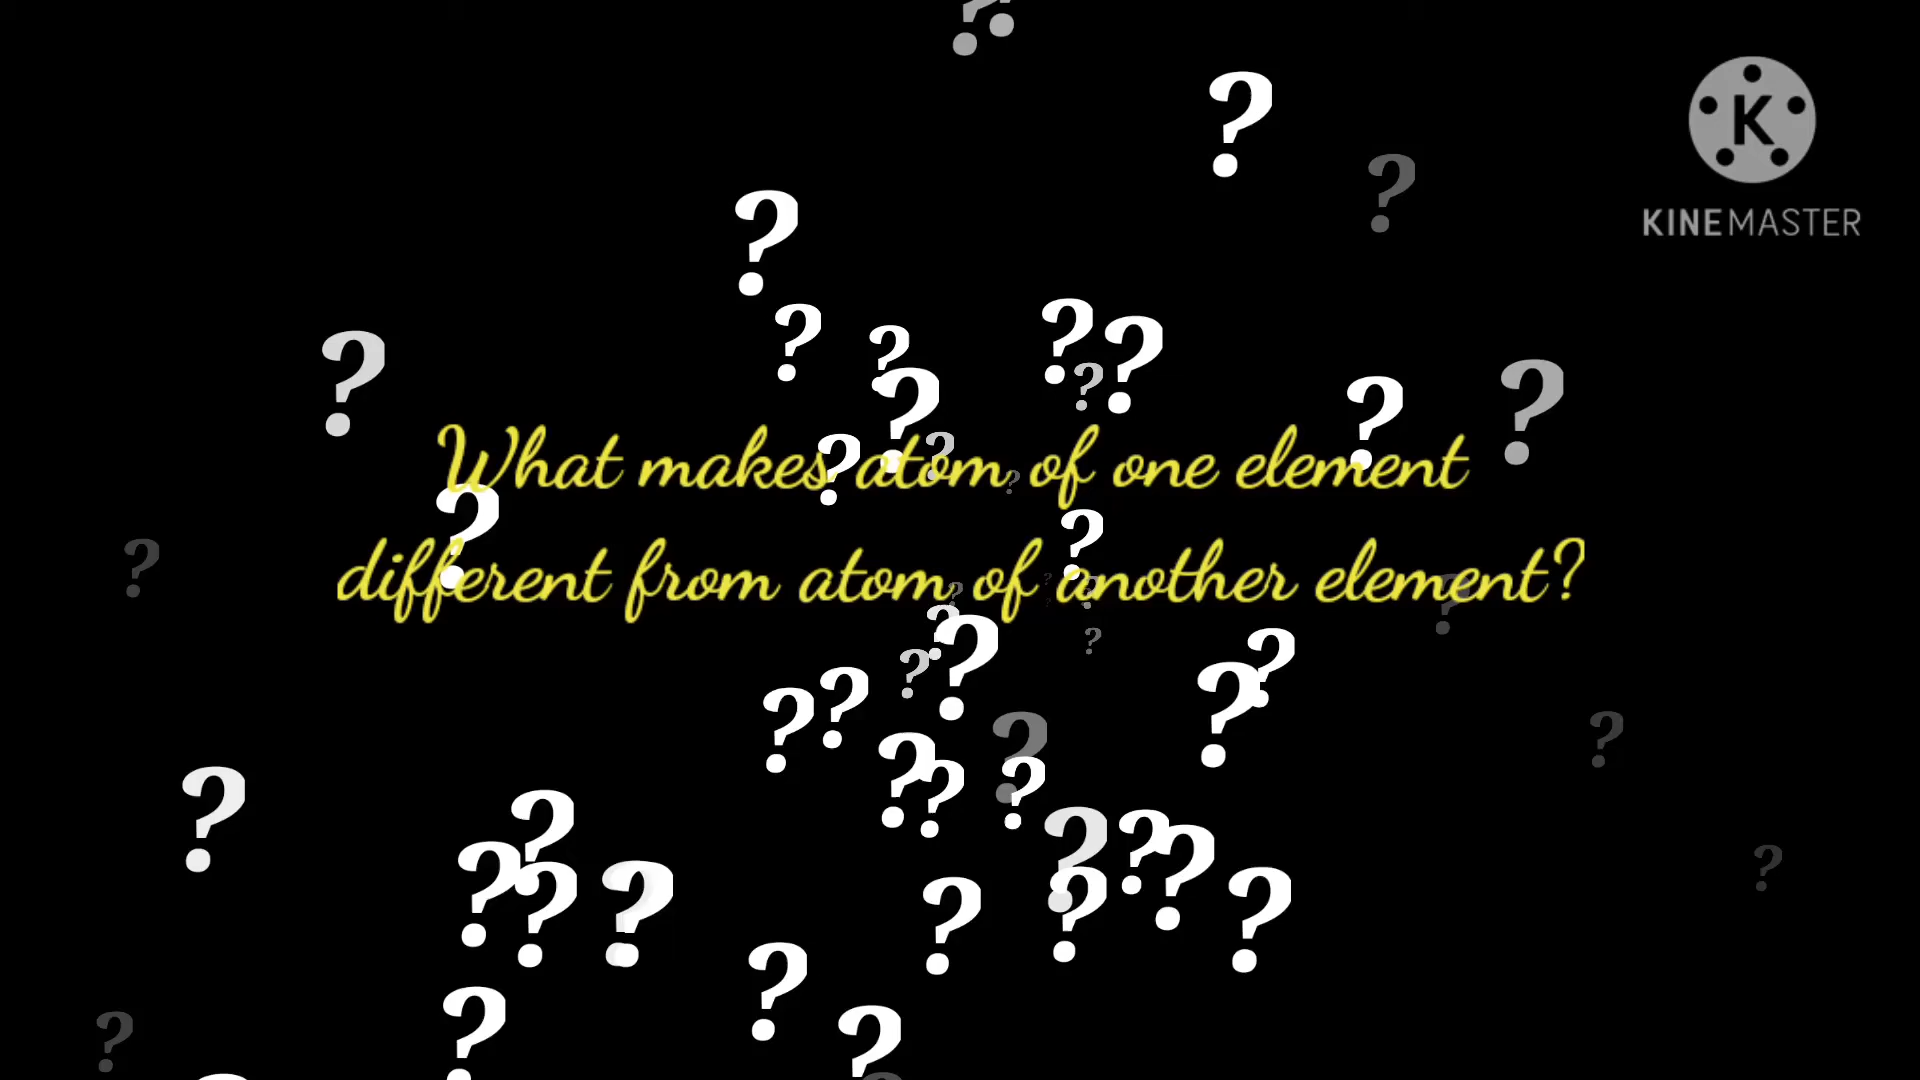 K
KINEMASTER
What makes atom of one element
different from atom of another element?